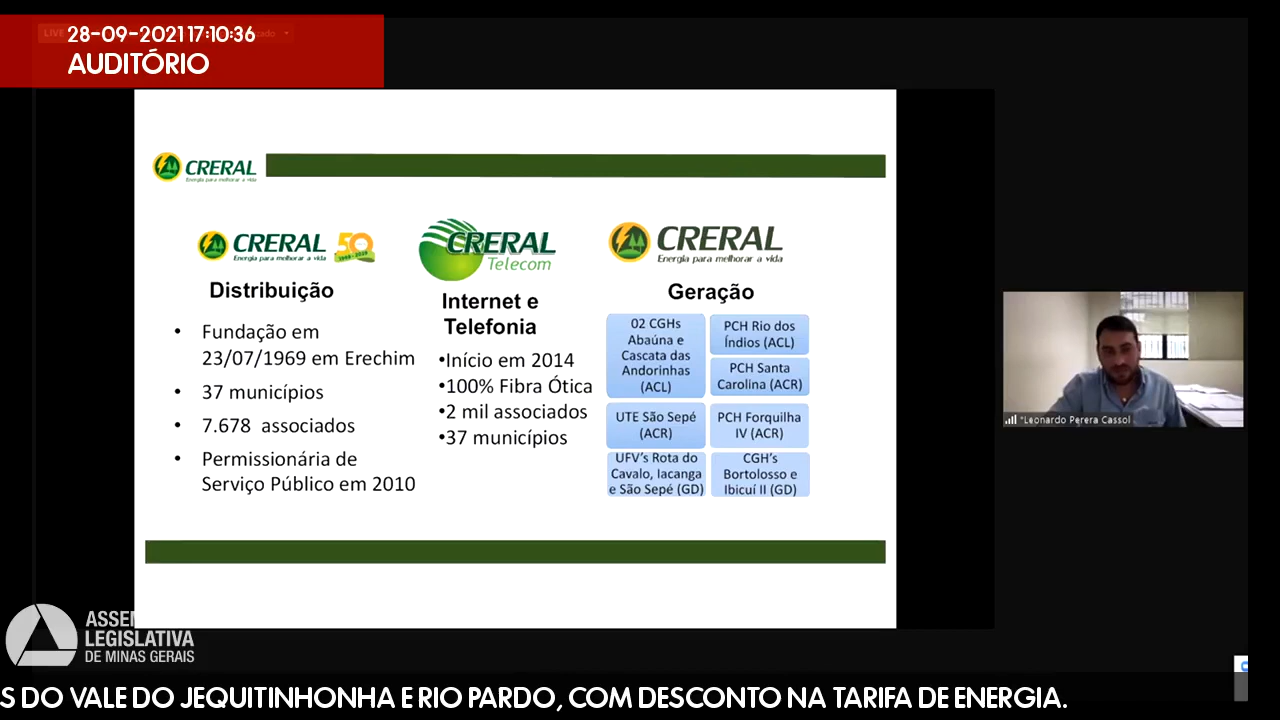 LIVE
28-09-2021 17:10:36
AUDITÓRIO
CRERAL
Energia para melhorar a vida
CRERAL
Energia para melhorar a vida
50
Distribuição
• Fundação em
23/07/1969 em Erechim
• 37 municípios
• 7.678 associados
• Permissionária de
Serviço Público em 2010
CRERAL
Telecom
Internet e
Telefonia
•Início em 2014
•100% Fibra Ótica
•2 mil associados
•37 municípios
CRERAL
Energia para melhorar a vida
Geração
02 CGHs
Abaúna e
Cascata das
Andorinhas
(ACL)
PCH Rio dos
Índios (ACL)
PCH Santa
Carolina (ACR)
UTE São Sepé
(ACR)
PCH Forquilha
IV (ACR)
UFV's Rota do
Cavalo, Iacanga
e São Sepé (GD)
CGH's
Bortolosso e
Ibicuí II (GD)
*Leonardo Perera Cassol
ASSEM
LEGISLATIVA
DE MINAS GERAIS
S DO VALE DO JEQUITINHONHA E RIO PARDO, COM DESCONTO NA TARIFA DE ENERGIA.